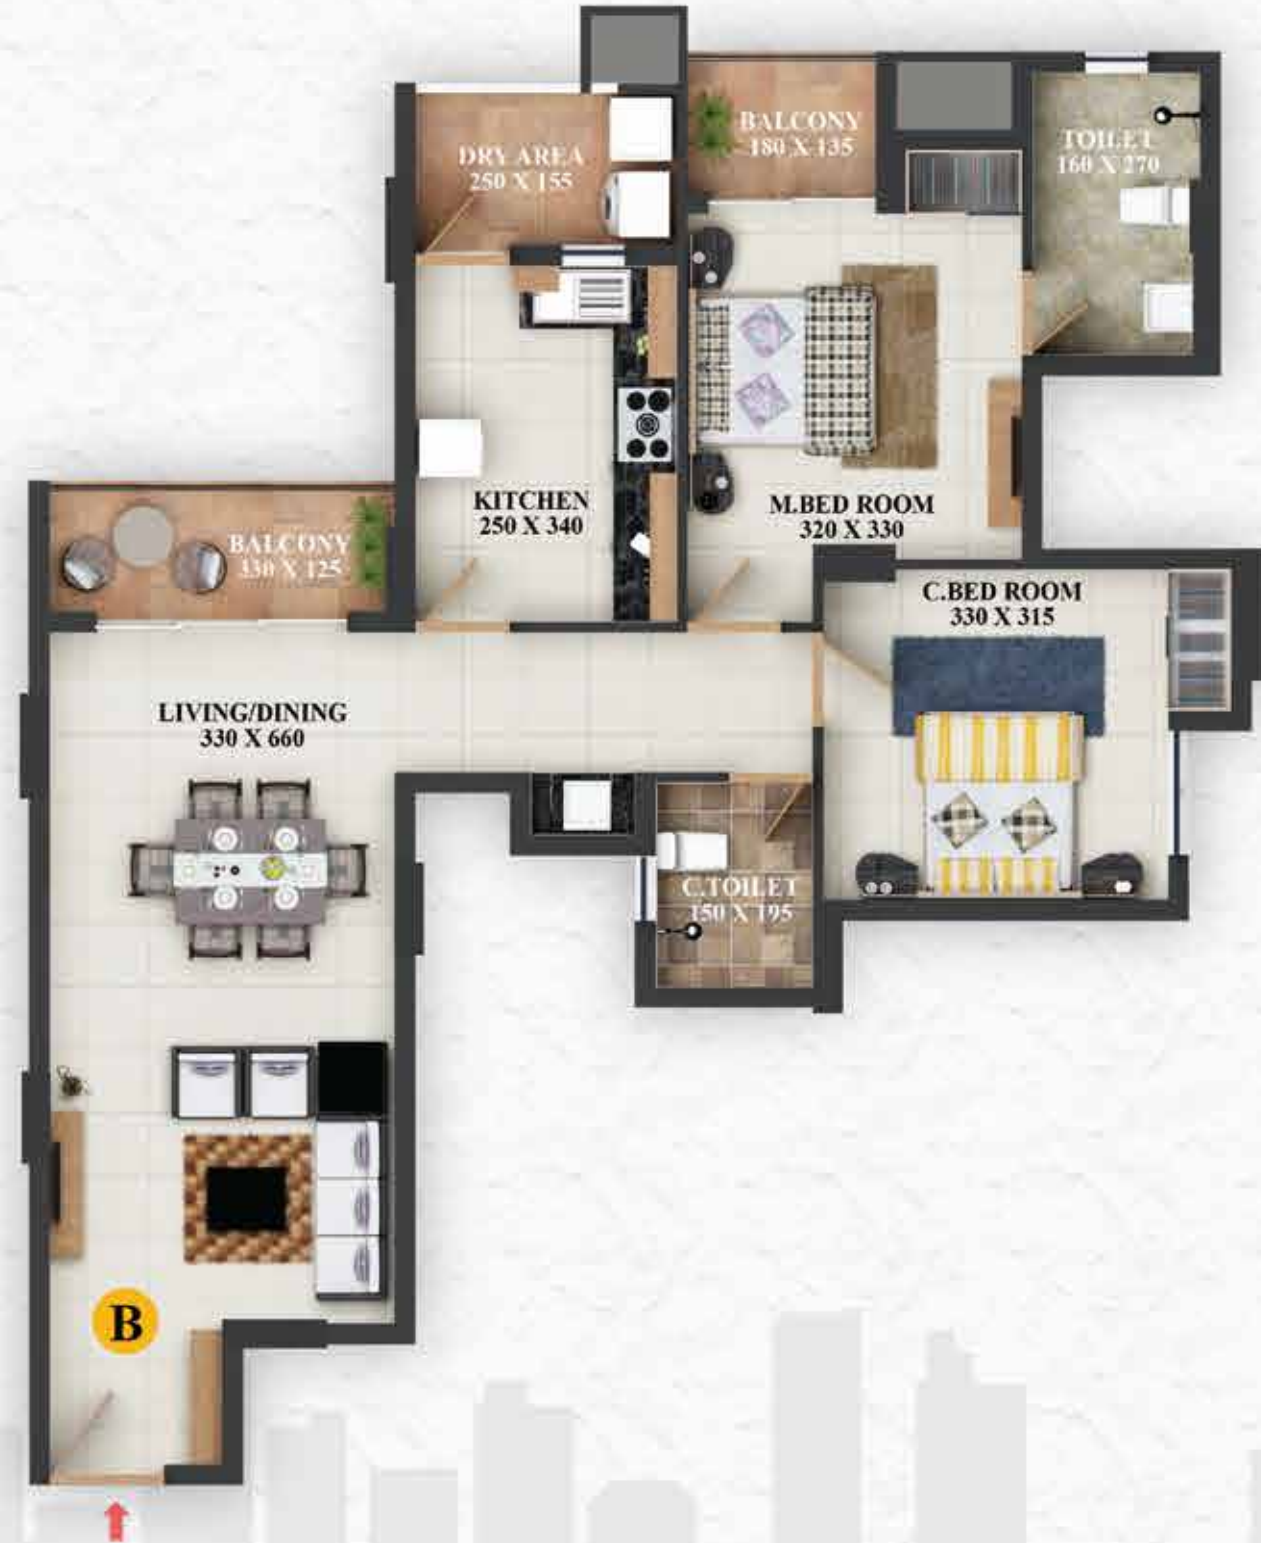 BALCONY
180 X 135
TOILET
160 X 270
DRY AREA
250 X 155
KITCHEN
250 X 340
M.BED ROOM
320 X 330
BALCONY
330 X 125
C.BED ROOM
330 X 315
LIVING/DINING
330 X 660
C.TOILET
150 X 195
B